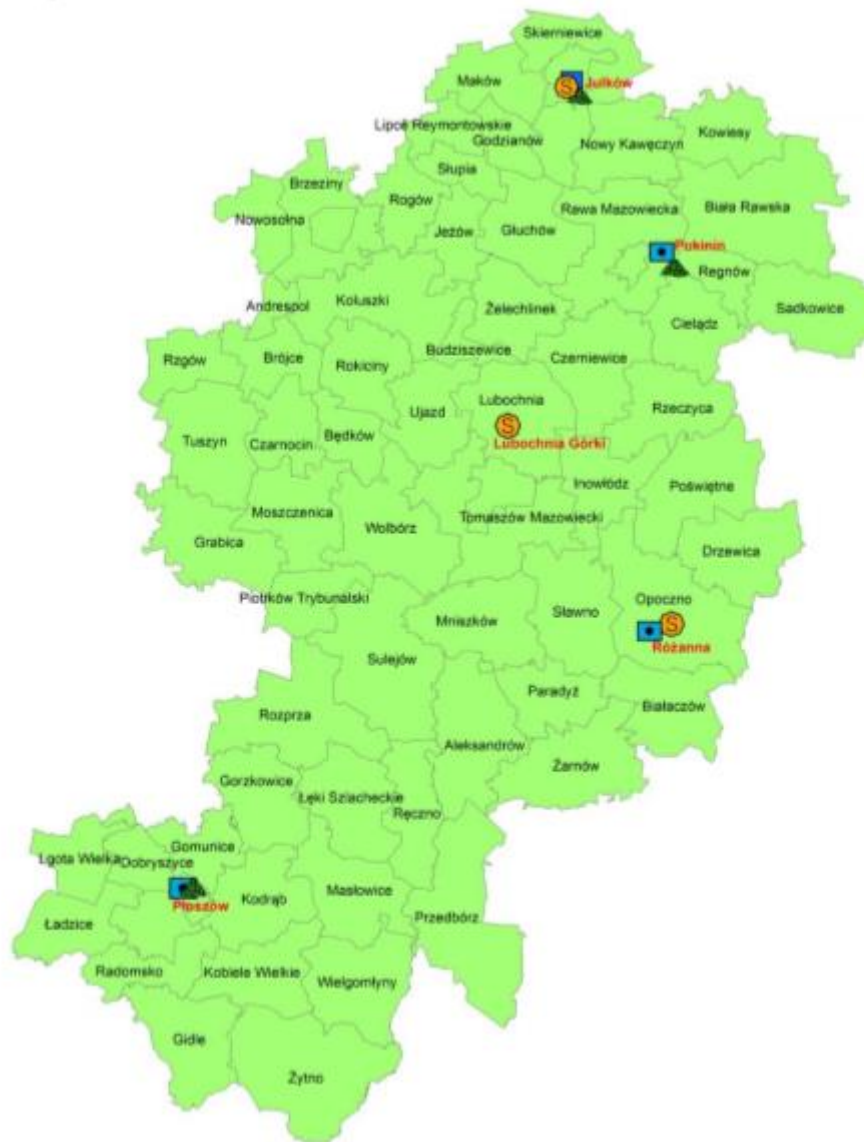 Skierniewice
Maków
Julków
S
Lipce Reymontowskie
Godzianów
Nowy Kawęczyn
Kowiesy
Słupia
Brzeziny
Rogów
Rawa Mazowiecka
Biała Rawska
Nowosolna
Jeżów
Głuchów
Pukinin
Regnów
Andrespol
Koluszki
Żelechlinek
Sadkowice
Cielądz
Rzgów
Brójce
Rokiciny
Budziszewice
Czerniewice
Lubochnia
Ujazd
Rzeczyca
S
Tuszyn
Czarnocin
Będków
Lubochnia Górki
Inowłódz
Poświętne
Moszczenica
Tomaszów Mazowiecki
Wolbórz
Grabica
Drzewica
Piotrków Trybunalski
Opoczno
Sławno
Mniszków
S
Różanna
Sulejów
Paradyż
Białaczów
Rozprza
Aleksandrów
Żarnów
Gorzkowice
Łęki Szlacheckie
Ręczno
Gomunice
Lgota Wielka
Dobryszyce
Masłowice
Kodrąb
Płoszów
Przedbórz
Ładzice
Radomsko
Kobiele Wielkie
Wielgomłyny
Gidle
Żytno